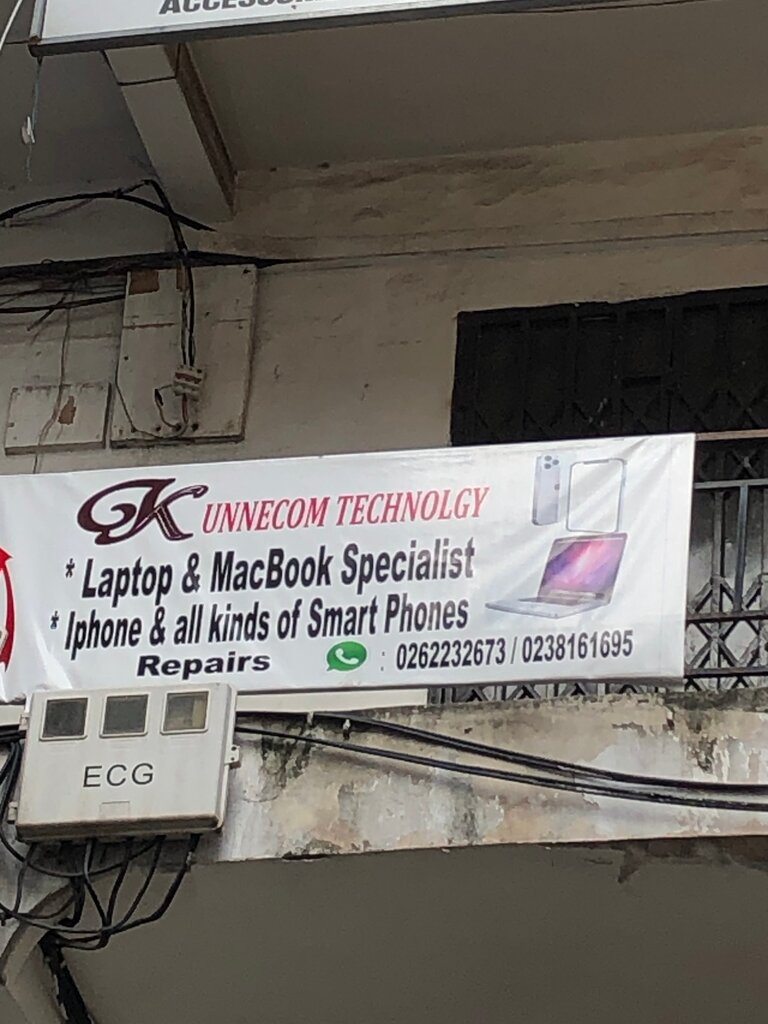 GK UNNECOM TECHNOLGY
* Laptop & MacBook Specialist
* Iphone & all kinds of Smart Phones
Repairs : 0262232673 / 0238161695
ECG